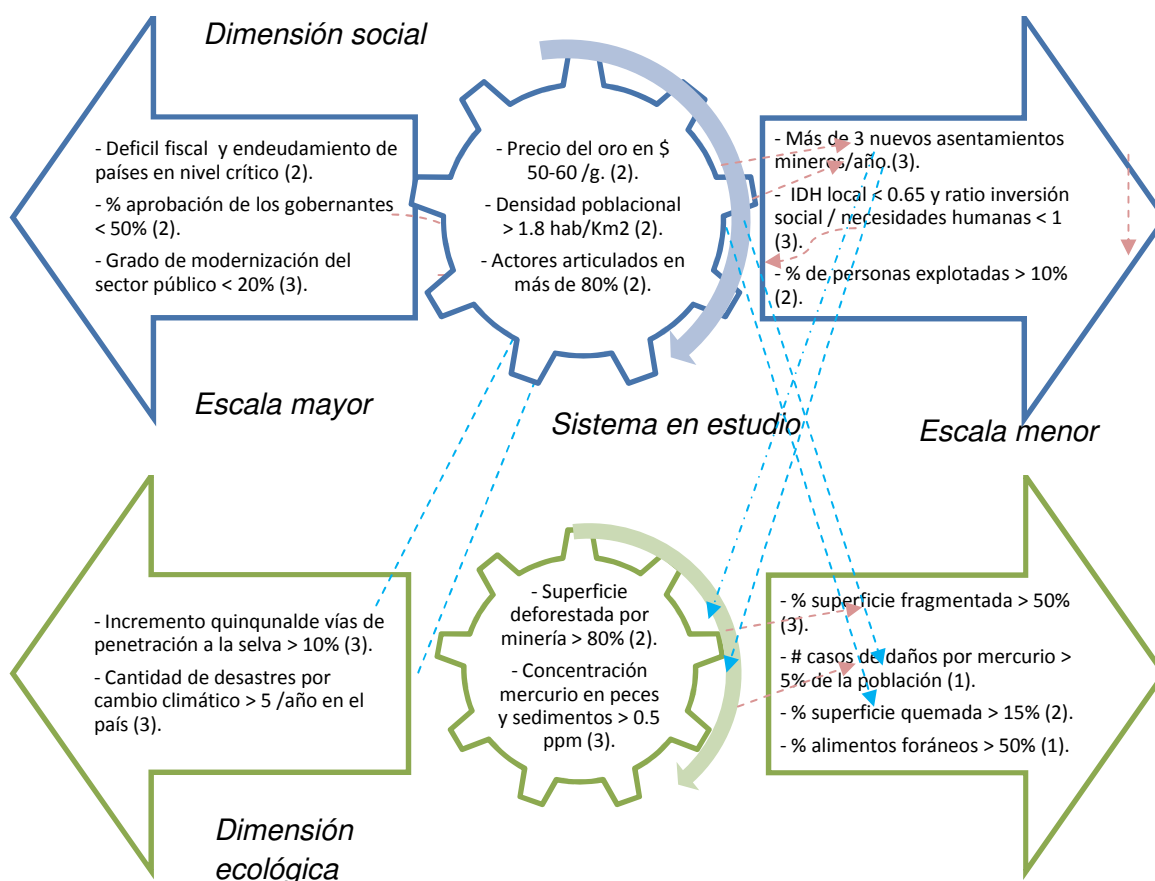 Dimensión social
- Deficil fiscal y endeudamiento de
países en nivel crítico (2).
- % aprobación de los gobernantes
< 50% (2).
- Grado de modernización del
sector público < 20% (3).
- Precio del oro en $
50-60 /g. (2).
- Densidad poblacional
> 1.8 hab/Km2 (2).
- Actores articulados en
más de 80% (2).
- Más de 3 nuevos asentamientos
mineros/año.(3).
- IDH local < 0.65 y ratio inversión
social / necesidades humanas < 1
(3).
- % de personas explotadas > 10%
(2).
Escala mayor
Sistema en estudio
Escala menor
- Incremento quinqunalde vías de
penetración a la selva > 10% (3).
- Cantidad de desastres por
cambio climático > 5 /año en el
país (3).
- Superficie
deforestada por
minería > 80% (2).
- Concentración
mercurio en peces
y sedimentos > 0.5
ppm (3).
- % superficie fragmentada > 50%
(3).
- # casos de daños por mercurio >
5% de la población (1).
- % superficie quemada > 15% (2).
- % alimentos foráneos > 50% (1).
Dimensión
ecológica